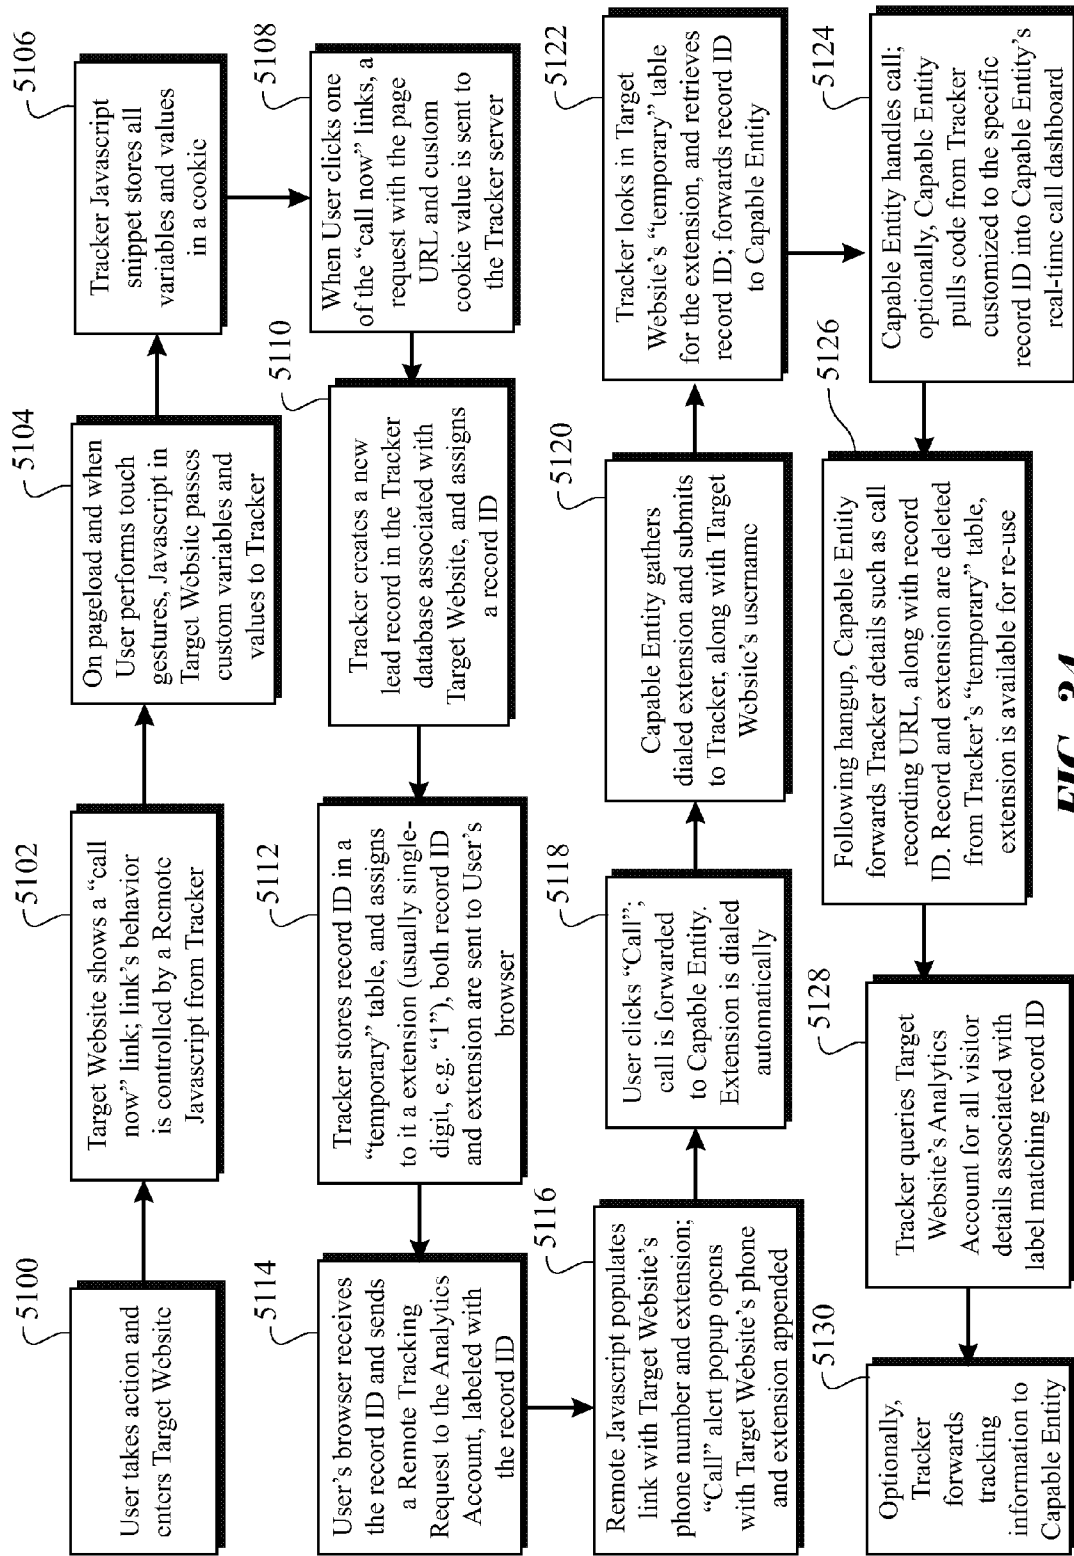 5100
User takes action and
enters Target Website
5102
Target Website shows a “call
now” link; link’s behavior
is controlled by a Remote
Javascript from Tracker
5104
On pageload and when
User performs touch
gestures, Javascript in
Target Website passes
custom variables and
values to Tracker
5106
Tracker Javascript
snippet stores all
variables and values
in a cookie
5108
When User clicks one
of the “call now” links, a
request with the page
URL and custom
cookie value is sent to
the Tracker server
5110
Tracker creates a new
lead record in the Tracker
database associated with
Target Website, and assigns
a record ID
5112
Tracker stores record ID in a
“temporary” table, and assigns
to it a extension (usually single-
digit, e.g. “1”), both record ID
and extension are sent to User’s
browser
5114
User’s browser receives
the record ID and sends
a Remote Tracking
Request to the Analytics
Account, labeled with
the record ID
5116
Remote Javascript populates
link with Target Website’s
phone number and extension;
“Call” alert popup opens
with Target Website’s phone
and extension appended
5118
User clicks “Call”;
call is forwarded
to Capable Entity.
Extension is dialed
automatically
5120
Capable Entity gathers
dialed extension and submits
to Tracker, along with Target
Website’s username
5122
Tracker looks in Target
Website’s “temporary” table
for the extension, and retrieves
record ID; forwards record ID
to Capable Entity
5124
Capable Entity handles call;
optionally, Capable Entity
pulls code from Tracker
customized to the specific
record ID into Capable Entity’s
real-time call dashboard
5126
Following hangup, Capable Entity
forwards Tracker details such as call
recording URL, along with record
ID. Record and extension are deleted
from Tracker’s “temporary” table,
extension is available for re-use
5128
Tracker queries Target
Website’s Analytics
Account for all visitor
details associated with
label matching record ID
5130
Optionally,
Tracker
forwards
tracking
information to
Capable Entity